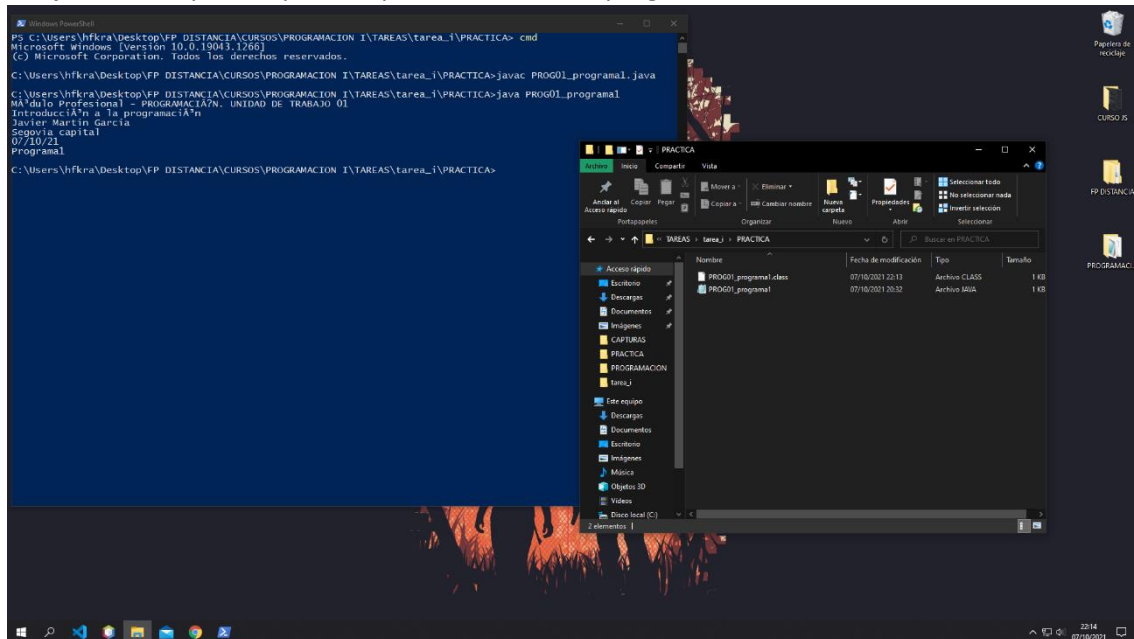 Windows PowerShell
PS C:\Users\hfkra\Desktop\FP DISTANCIA\CURSOS\PROGRAMACION I\TAREAS\tarea_i\PRACTICA> cmd
Microsoft Windows [Versión 10.0.19043.1266]
(c) Microsoft Corporation. Todos los derechos reservados.
C:\Users\hfkra\Desktop\FP DISTANCIA\CURSOS\PROGRAMACION I\TAREAS\tarea_i\PRACTICA>javac PROG01_programa1.java
C:\Users\hfkra\Desktop\FP DISTANCIA\CURSOS\PROGRAMACION I\TAREAS\tarea_i\PRACTICA>java PROG01_programa1
MÃ³dulo Profesional - PROGRAMACIÃ?N. UNIDAD DE TRABAJO 01
IntroducciÃ³n a la programaciÃ³n
Javier Martin Garcia
Segovia capital
07/10/21
Programa1
C:\Users\hfkra\Desktop\FP DISTANCIA\CURSOS\PROGRAMACION I\TAREAS\tarea_i\PRACTICA>
PRACTICA
Archivo Inicio Compartir Vista
Anclar al Acceso rápido
Copiar
Pegar
Mover a
Copiar a
Eliminar
Cambiar nombre
Nueva carpeta
Propiedades
Seleccionar todo
No seleccionar nada
Invertir selección
Portapapeles Organizar Nuevo Abrir Seleccionar
« TAREAS › tarea_i › PRACTICA
Buscar en PRACTICA
Nombre Fecha de modificación Tipo Tamaño
PROG01_programa1.class 07/10/2021 22:13 Archivo CLASS 1 KB
PROG01_programa1 07/10/2021 20:32 Archivo JAVA 1 KB
Acceso rápido
Escritorio
Descargas
Documentos
Imágenes
CAPTURAS
PRACTICA
PROGRAMACION
tarea_i
Este equipo
Descargas
Documentos
Escritorio
Imágenes
Música
Objetos 3D
Vídeos
Disco local (C:)
2 elementos
Papelera de reciclaje
CURSO JS
FP DISTANCIA
PROGRAMACI...
22:14
07/10/2021